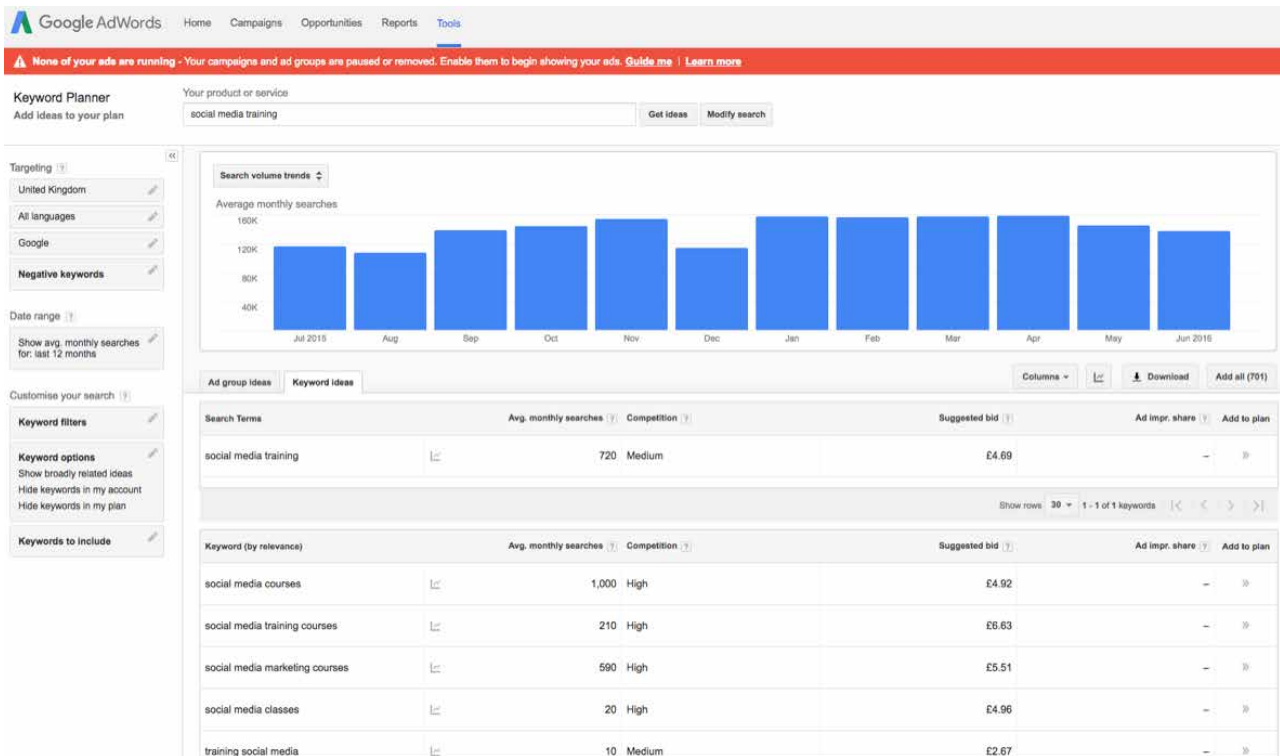 Google AdWords Home Campaigns Opportunities Reports Tools
None of your ads are running - Your campaigns and ad groups are paused or removed. Enable them to begin showing your ads. Guide me | Learn more
Keyword Planner
Add ideas to your plan
Your product or service
social media training Get ideas Modify search
Targeting ?
United Kingdom
All languages
Google
Negative keywords
Date range ?
Show avg. monthly searches
for: last 12 months
Customise your search ?
Keyword filters
Keyword options
Show broadly related ideas
Hide keywords in my account
Hide keywords in my plan
Keywords to include
Search volume trends
Average monthly searches
160K
120K
80K
40K
Jul 2015 Aug Sep Oct Nov Dec Jan Feb Mar Apr May Jun 2016
Ad group ideas Keyword ideas Columns Download Add all (701)
Search Terms Avg. monthly searches ? Competition ? Suggested bid ? Ad impr. share ? Add to plan
social media training 720 Medium £4.69 – »
Show rows 30 1 - 1 of 1 keywords
Keyword (by relevance) Avg. monthly searches ? Competition ? Suggested bid ? Ad impr. share ? Add to plan
social media courses 1,000 High £4.92 – »
social media training courses 210 High £6.63 – »
social media marketing courses 590 High £5.51 – »
social media classes 20 High £4.96 – »
training social media 10 Medium £2.67 – »